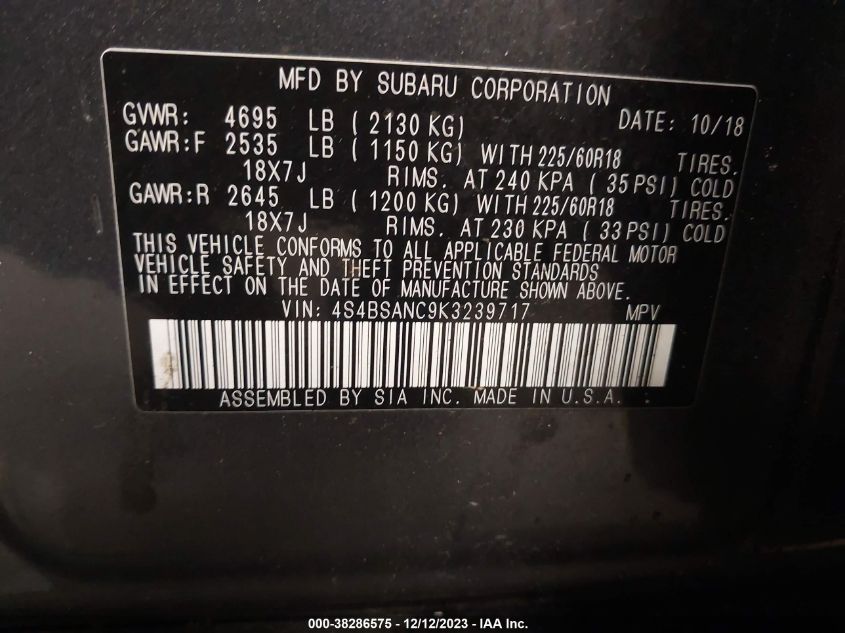 MFD BY SUBARU CORPORATION
GVWR: 4695 LB ( 2130 KG) DATE: 10/18
GAWR:F 2535 LB ( 1150 KG) WITH 225/60R18 TIRES.
18X7J RIMS. AT 240 KPA ( 35 PSI) COLD
GAWR:R 2645 LB ( 1200 KG) WITH 225/60R18 TIRES.
18X7J RIMS. AT 230 KPA ( 33 PSI) COLD
THIS VEHICLE CONFORMS TO ALL APPLICABLE FEDERAL MOTOR
VEHICLE SAFETY AND THEFT PREVENTION STANDARDS
IN EFFECT ON THE DATE OF MANUFACTURE SHOWN ABOVE.
VIN: 4S4BSANC9K3239717 MPV
ASSEMBLED BY SIA INC. MADE IN U.S.A.
000-38286575 - 12/12/2023 - IAA Inc.